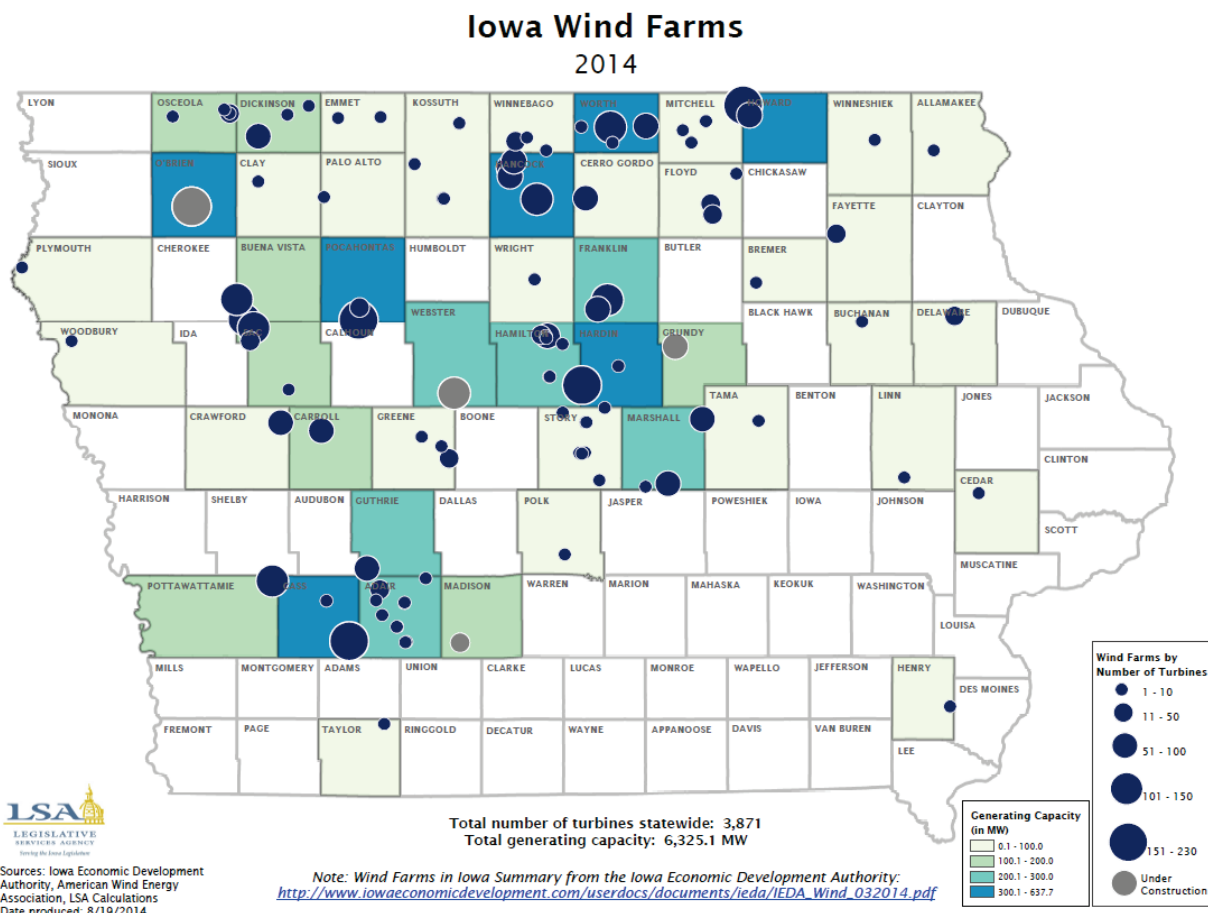 Iowa Wind Farms
2014
LYON
OSCEOLA
DICKINSON
EMMET
KOSSUTH
WINNEBAGO
WORTH
MITCHELL
HOWARD
WINNESHIEK
ALLAMAKEE
SIOUX
O'BRIEN
CLAY
PALO ALTO
HANCOCK
CERRO GORDO
FLOYD
CHICKASAW
FAYETTE
CLAYTON
PLYMOUTH
CHEROKEE
BUENA VISTA
POCAHONTAS
HUMBOLDT
WRIGHT
FRANKLIN
BUTLER
BREMER
WOODBURY
IDA
SAC
CALHOUN
WEBSTER
HAMILTON
HARDIN
GRUNDY
BLACK HAWK
BUCHANAN
DELAWARE
DUBUQUE
MONONA
CRAWFORD
CARROLL
GREENE
BOONE
STORY
MARSHALL
TAMA
BENTON
LINN
JONES
JACKSON
CLINTON
HARRISON
SHELBY
AUDUBON
GUTHRIE
DALLAS
POLK
JASPER
POWESHIEK
IOWA
JOHNSON
CEDAR
SCOTT
MUSCATINE
POTTAWATTAMIE
CASS
ADAIR
MADISON
WARREN
MARION
MAHASKA
KEOKUK
WASHINGTON
LOUISA
MILLS
MONTGOMERY
ADAMS
UNION
CLARKE
LUCAS
MONROE
WAPELLO
JEFFERSON
HENRY
DES MOINES
FREMONT
PAGE
TAYLOR
RINGGOLD
DECATUR
WAYNE
APPANOOSE
DAVIS
VAN BUREN
LEE
Wind Farms by
Number of Turbines
1 - 10
11 - 50
51 - 100
101 - 150
151 - 230
Under
Construction
Generating Capacity
(in MW)
0.1 - 100.0
100.1 - 200.0
200.1 - 300.0
300.1 - 637.7
LSA
LEGISLATIVE
SERVICES AGENCY
Serving the Iowa Legislature
Total number of turbines statewide: 3,871
Total generating capacity: 6,325.1 MW
Sources: Iowa Economic Development
Authority, American Wind Energy
Association, LSA Calculations
Date produced: 8/19/2014
Note: Wind Farms in Iowa Summary from the Iowa Economic Development Authority:
http://www.iowaeconomicdevelopment.com/userdocs/documents/ieda/IEDA_Wind_032014.pdf